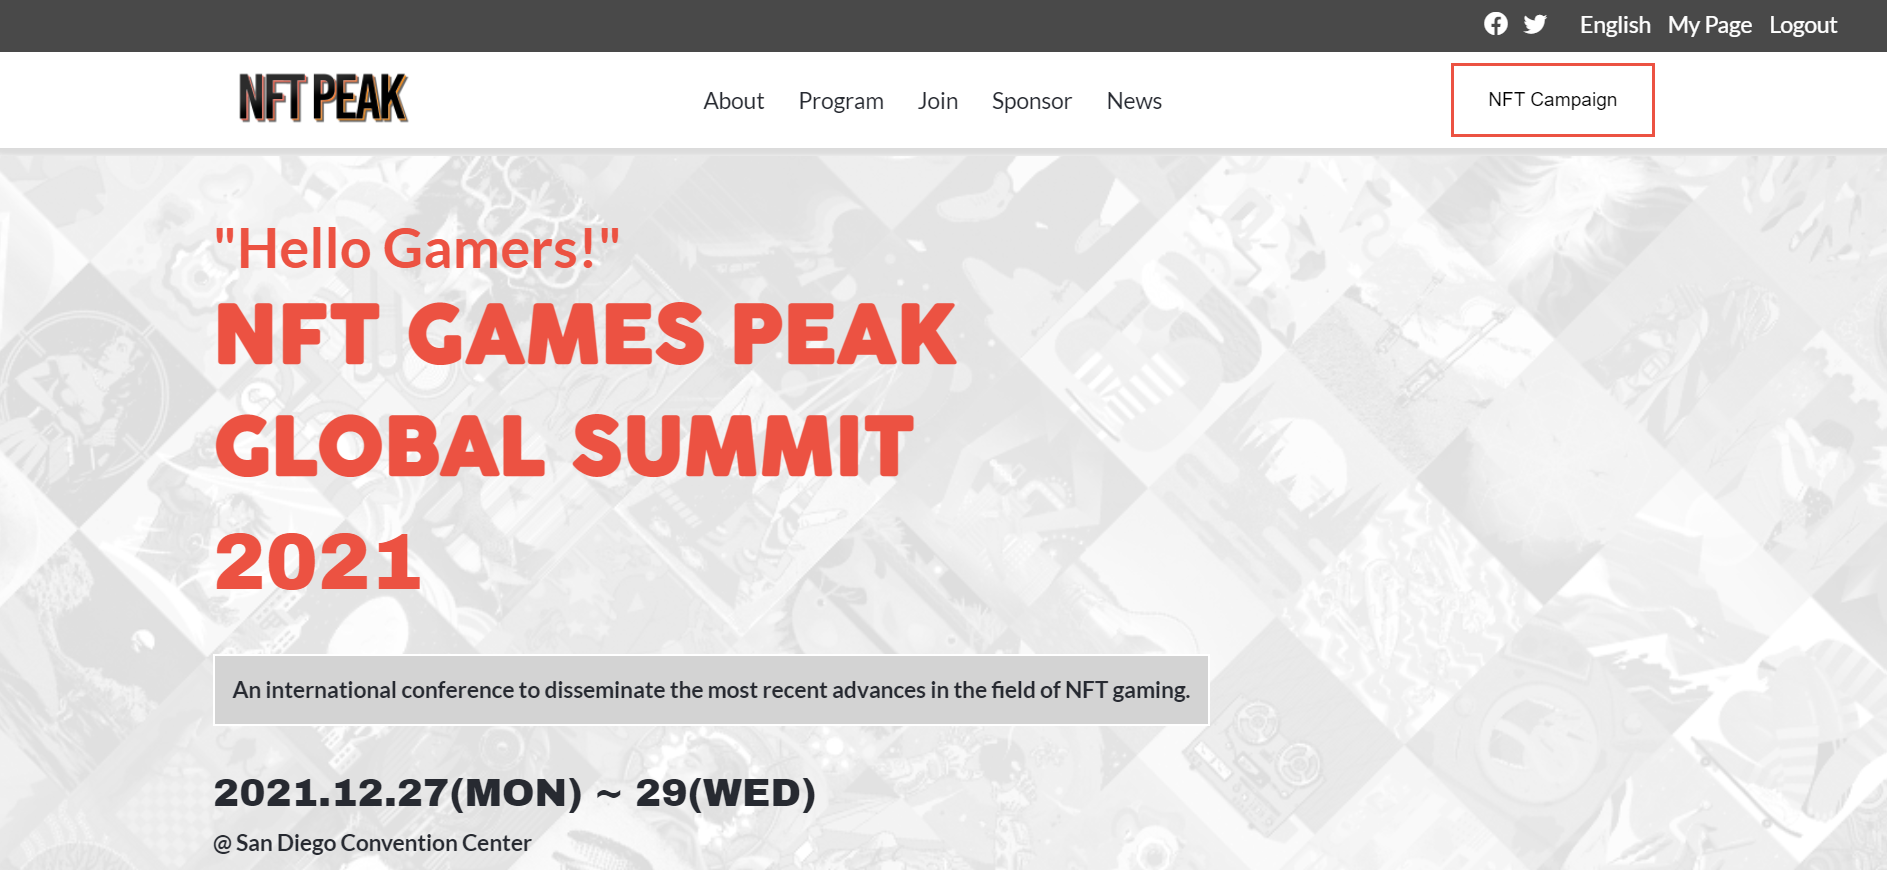 English My Page Logout
NFT PEAK
About Program Join Sponsor News
NFT Campaign
"Hello Gamers!"
NFT GAMES PEAK
GLOBAL SUMMIT
2021
An international conference to disseminate the most recent advances in the field of NFT gaming.
2021.12.27(MON) ~ 29(WED)
@ San Diego Convention Center